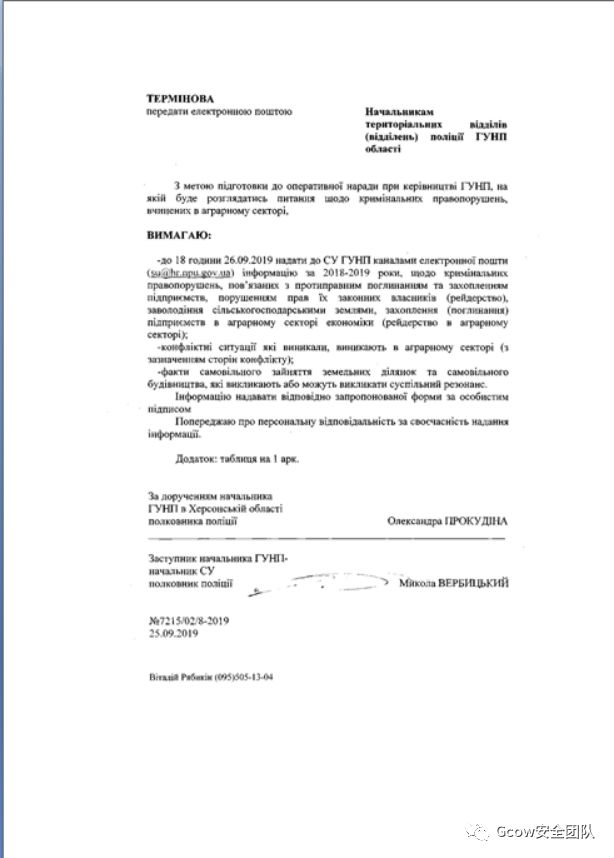 ТЕРМІНОВА
передати електронною поштою
Начальникам
територіальних відділів
(відділень) поліції ГУНП
області
З метою підготовки до оперативної наради при керівництві ГУНП, на
якій буде розглядатись питання щодо кримінальних правопорушень,
вчинених в аграрному секторі,
ВИМАГАЮ:
-до 18 години 26.09.2019 надати до СУ ГУНП каналами електронної пошти
(su@hr.npu.gov.ua) інформацію за 2018-2019 роки, щодо кримінальних
правопорушень, пов'язаних з протиправним поглинанням та захопленням
підприємств, порушенням прав їх законних власників (рейдерство),
заволодіння сільськогосподарськими землями, захоплення (поглинання)
підприємств в аграрному секторі економіки (рейдерство в аграрному
секторі);
-конфліктні ситуації які виникали, виникають в аграрному секторі (з
зазначенням сторін конфлікту);
-факти самовільного зайняття земельних ділянок та самовільного
будівництва, які викликають або можуть викликати суспільний резонанс.
Інформацію надавати відповідно запропонованої форми за особистим
підписом
Попереджаю про персональну відповідальність за своєчасність надання
інформації.
Додаток: таблиця на 1 арк.
За дорученням начальника
ГУНП в Херсонській області
полковника поліції Олександра ПРОКУДІНА
Заступник начальника ГУНП-
начальник СУ
полковник поліції Микола ВЕРБИЦЬКИЙ
№7215/02/8-2019
25.09.2019
Віталій Рябикін (095)505-13-04
Gcow安全团队